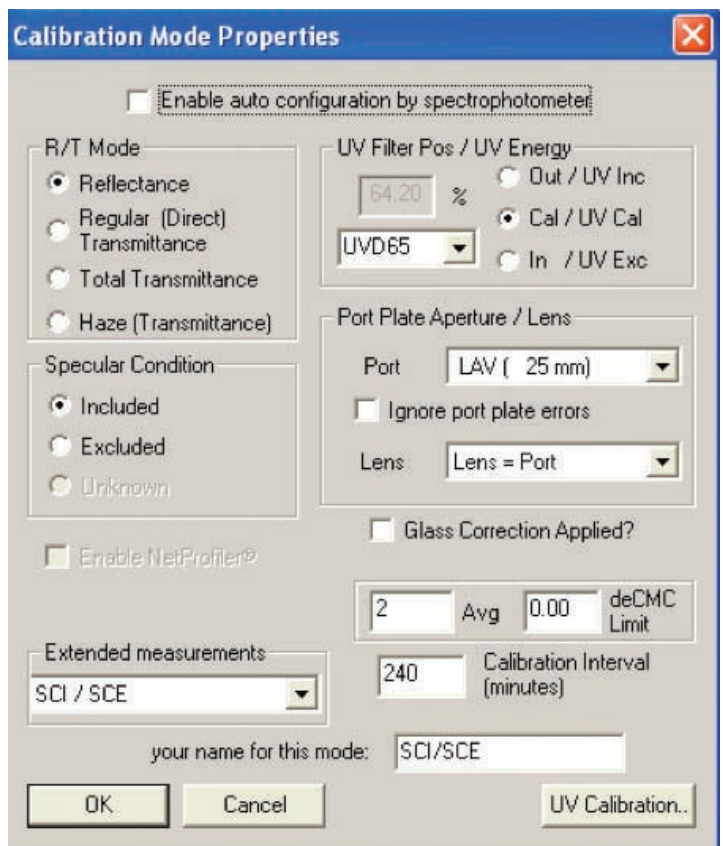 Calibration Mode Properties
Enable auto configuration by spectrophotometer
R/T Mode
Reflectance
Regular (Direct)
Transmittance
Total Transmittance
Haze (Transmittance)
UV Filter Pos / UV Energy
64.20 %
UVD65
Out / UV Inc
Cal / UV Cal
In / UV Exc
Specular Condition
Included
Excluded
Unknown
Port Plate Aperture / Lens
Port LAV ( 25 mm)
Ignore port plate errors
Lens Lens = Port
Enable NetProfiler®
Glass Correction Applied?
2 Avg 0.00 deCMC
Limit
Extended measurements
SCI / SCE
240 Calibration Interval
(minutes)
your name for this mode: SCI/SCE
OK Cancel UV Calibration..